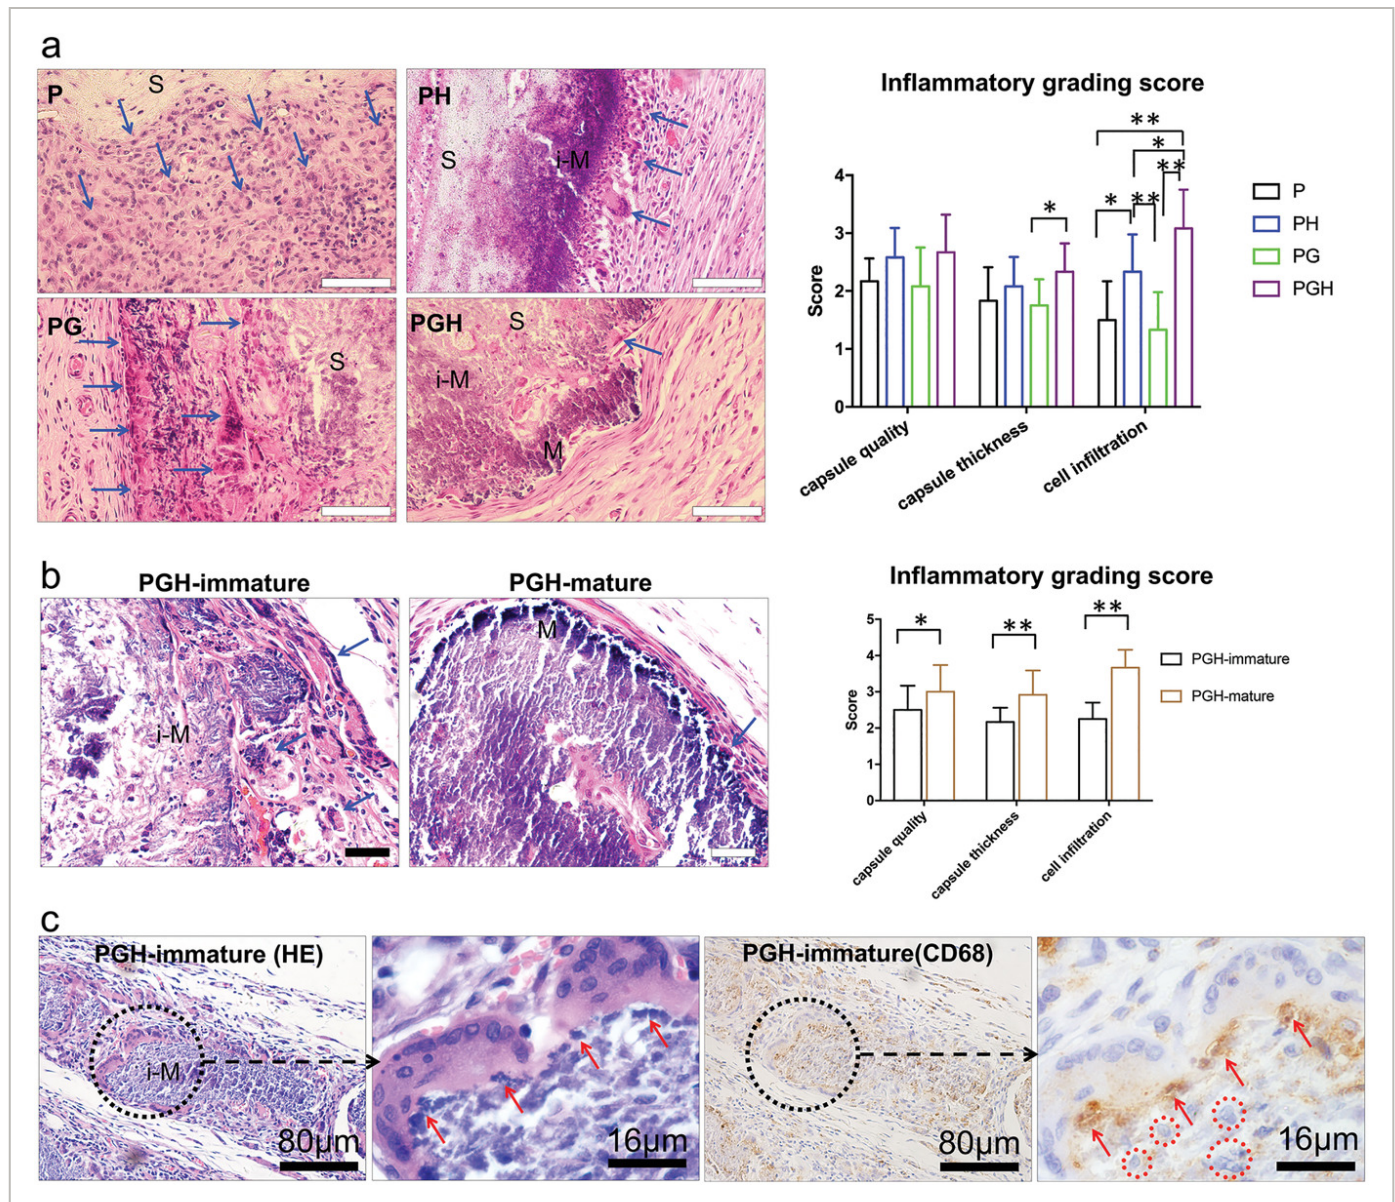 a
P
S
PH
S
i-M
PG
S
PGH
S
i-M
M
Inflammatory grading score
Score
4
3
2
1
0
**
*
**
*
**
*
capsule quality
capsule thickness
cell infiltration
P
PH
PG
PGH
b
PGH-immature
PGH-mature
i-M
M
Inflammatory grading score
Score
5
4
3
2
1
0
*
**
**
capsule quality
capsule thickness
cell infiltration
PGH-immature
PGH-mature
c
PGH-immature (HE)
i-M
80μm
16μm
PGH-immature(CD68)
80μm
16μm